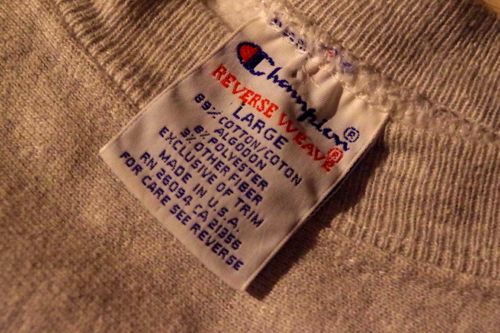 Champion®
REVERSE WEAVE®
LARGE
89% COTTON/COTON
ALGODON
8% POLYESTER
3% OTHER FIBER
EXCLUSIVE OF TRIM
MADE IN U.S.A.
RN 26094 CA 21356
FOR CARE SEE REVERSE